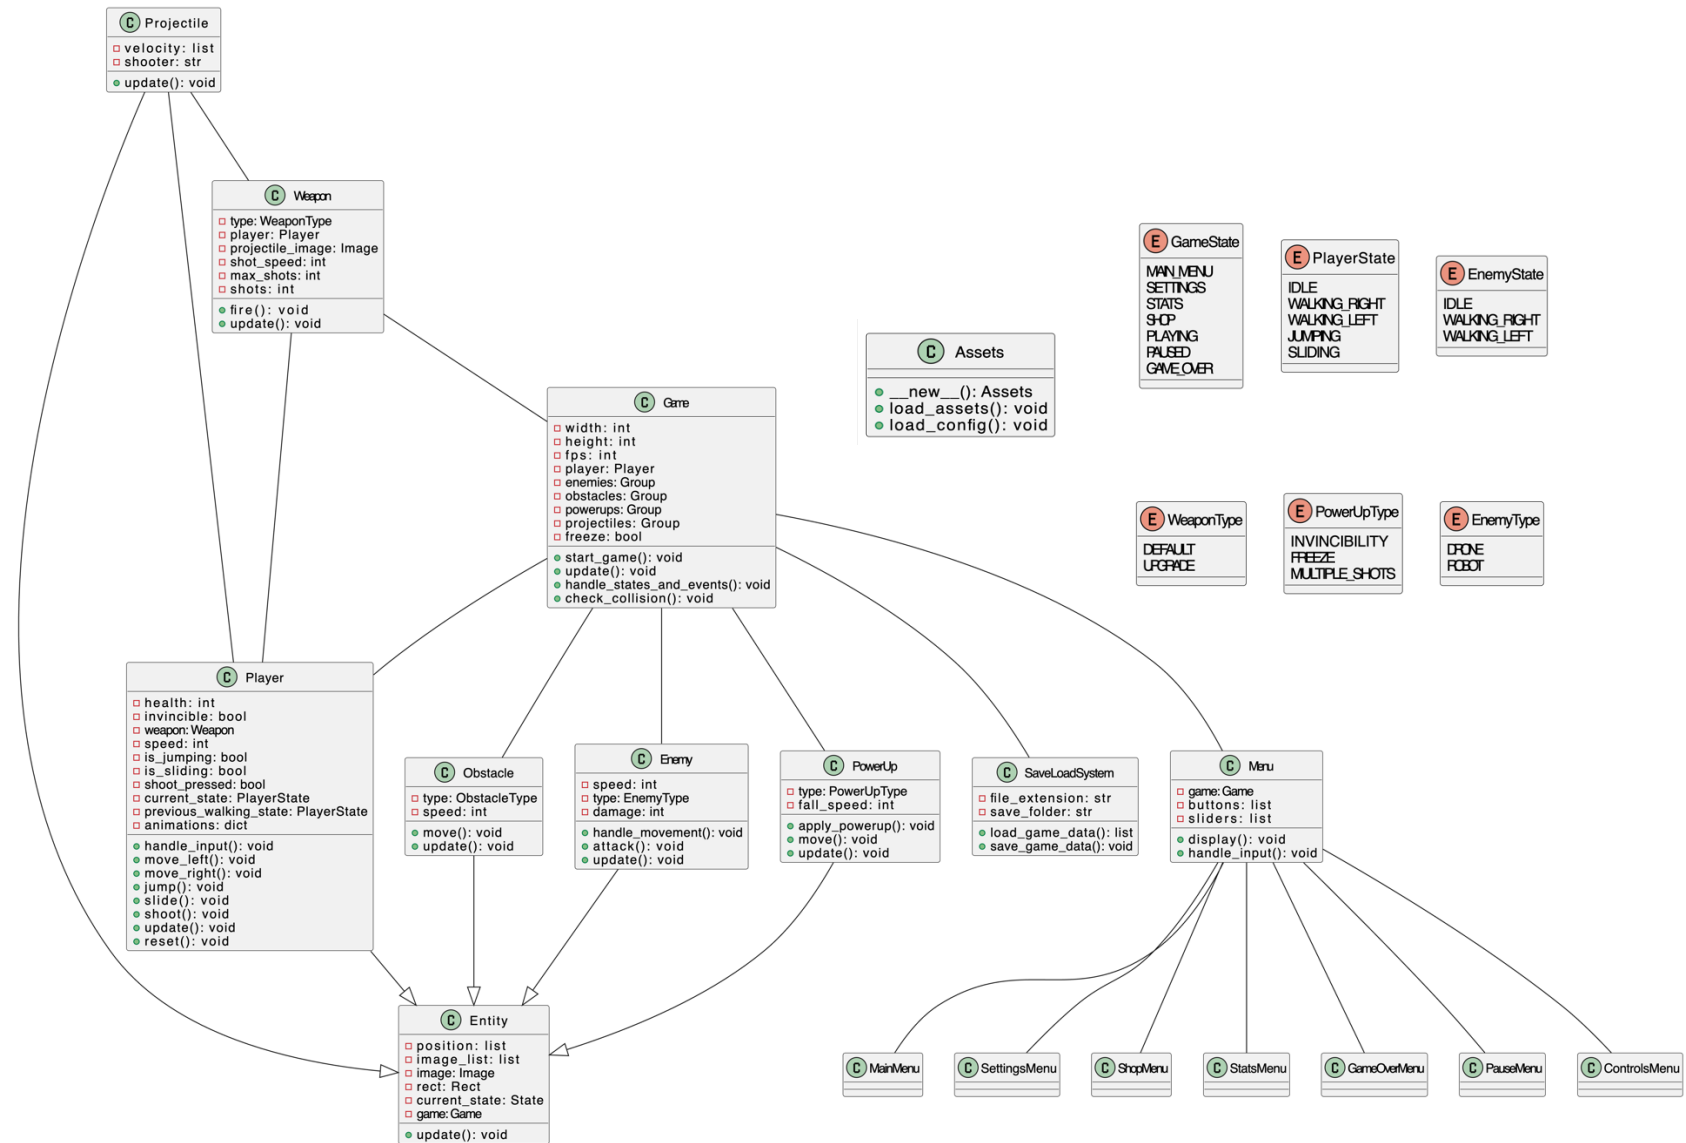 C Projectile
velocity: list
shooter: str
update(): void
C Weapon
type: WeaponType
player: Player
projectile_image: Image
shot_speed: int
max_shots: int
shots: int
fire(): void
update(): void
C Game
width: int
height: int
fps: int
player: Player
enemies: Group
obstacles: Group
powerups: Group
projectiles: Group
freeze: bool
start_game(): void
update(): void
handle_states_and_events(): void
check_collision(): void
C Assets
__new__(): Assets
load_assets(): void
load_config(): void
E GameState
MAIN_MENU
SETTINGS
STATS
SHOP
PLAYING
PAUSED
GAME_OVER
E PlayerState
IDLE
WALKING_RIGHT
WALKING_LEFT
JUMPING
SLIDING
E EnemyState
IDLE
WALKING_RIGHT
WALKING_LEFT
E WeaponType
DEFAULT
UPGRADE
E PowerUpType
INVINCIBILITY
FREEZE
MULTIPLE_SHOTS
E EnemyType
DRONE
ROBOT
C Player
health: int
invincible: bool
weapon: Weapon
speed: int
is_jumping: bool
is_sliding: bool
shoot_pressed: bool
current_state: PlayerState
previous_walking_state: PlayerState
animations: dict
handle_input(): void
move_left(): void
move_right(): void
jump(): void
slide(): void
shoot(): void
update(): void
reset(): void
C Obstacle
type: ObstacleType
speed: int
move(): void
update(): void
C Enemy
speed: int
type: EnemyType
damage: int
handle_movement(): void
attack(): void
update(): void
C PowerUp
type: PowerUpType
fall_speed: int
apply_powerup(): void
move(): void
update(): void
C SaveLoadSystem
file_extension: str
save_folder: str
load_game_data(): list
save_game_data(): void
C Menu
game: Game
buttons: list
sliders: list
display(): void
handle_input(): void
C Entity
position: list
image_list: list
image: Image
rect: Rect
current_state: State
game: Game
update(): void
C MainMenu
C SettingsMenu
C ShopMenu
C StatsMenu
C GameOverMenu
C PauseMenu
C ControlsMenu